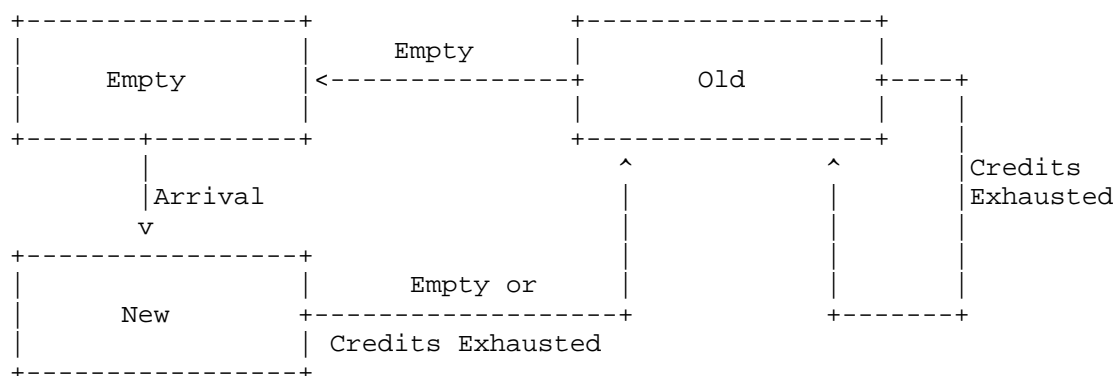 Empty
Empty
Old
Arrival
Credits
Exhausted
New
Empty or
Credits Exhausted